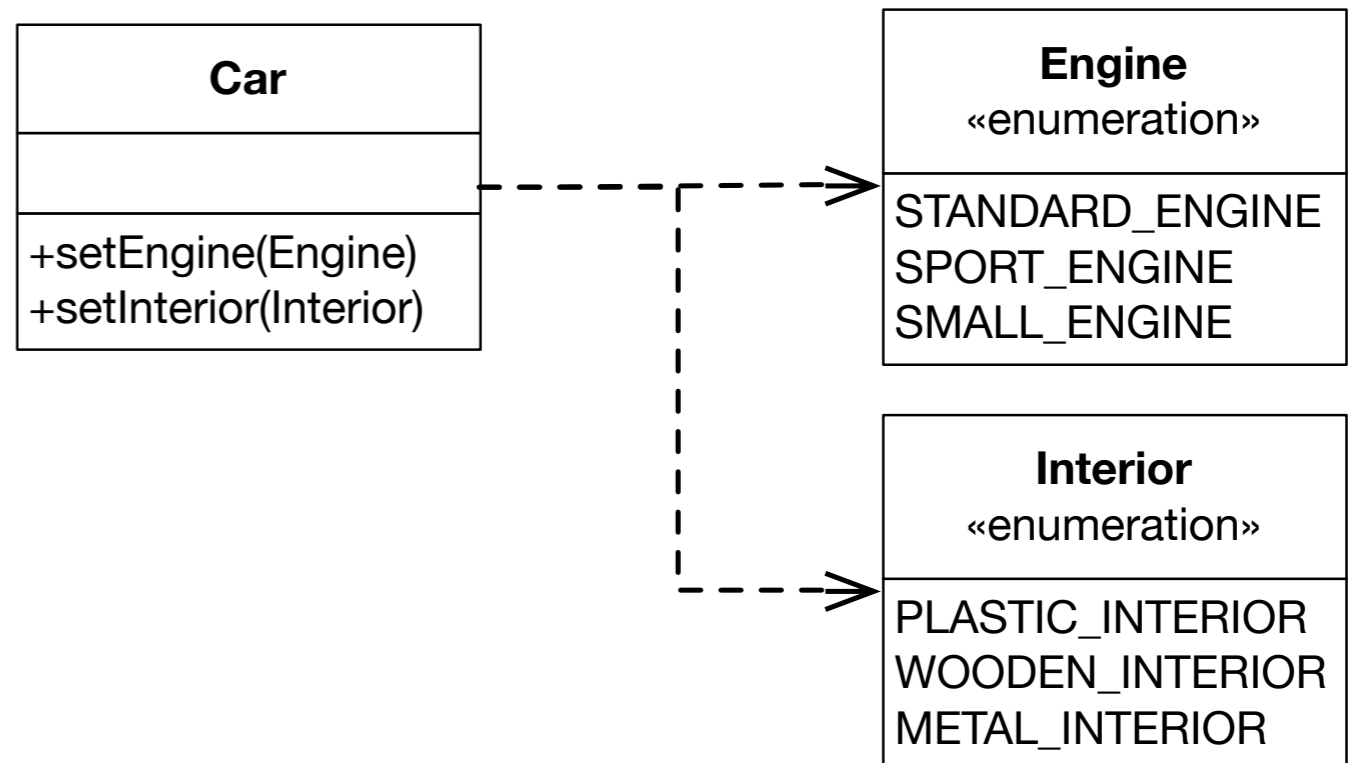 Car
+setEngine(Engine)
+setInterior(Interior)
Engine
«enumeration»
STANDARD_ENGINE
SPORT_ENGINE
SMALL_ENGINE
Interior
«enumeration»
PLASTIC_INTERIOR
WOODEN_INTERIOR
METAL_INTERIOR